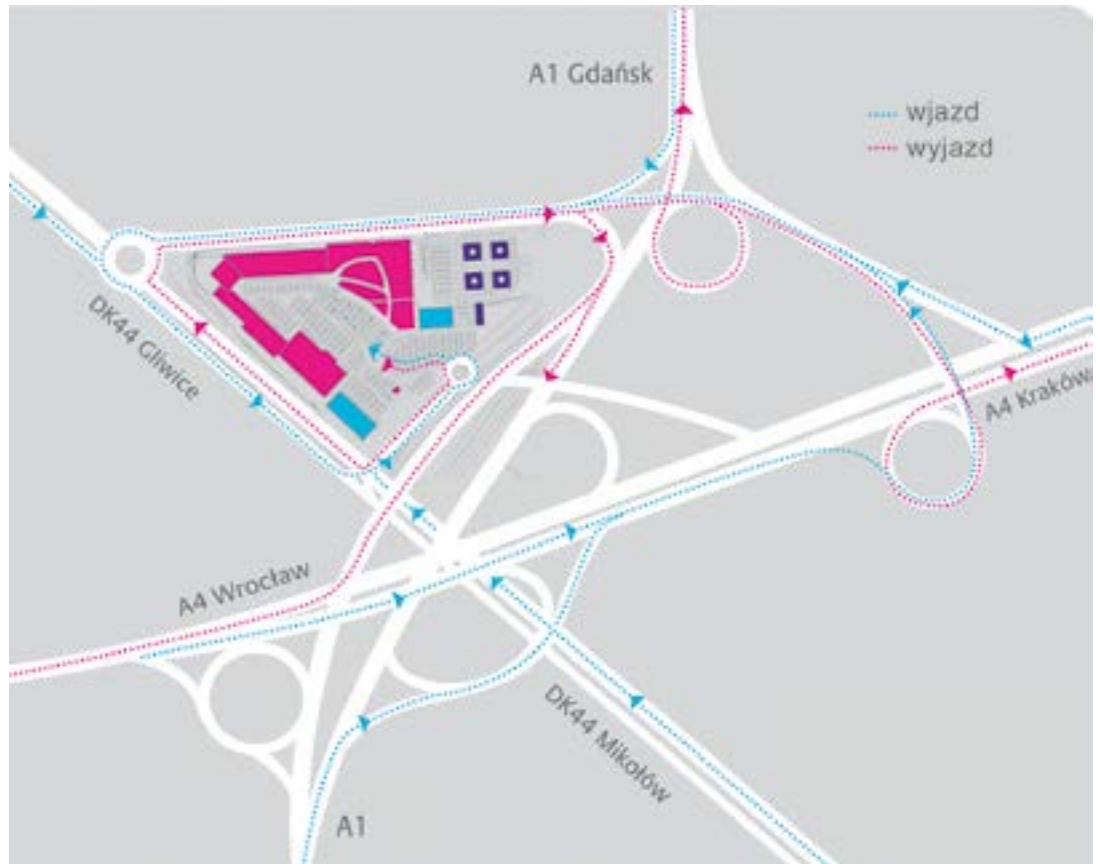 A1 Gdańsk
wjazd
wyjazd
DK44 Gliwice
A4 Kraków
A4 Wrocław
DK44 Mikołów
A1